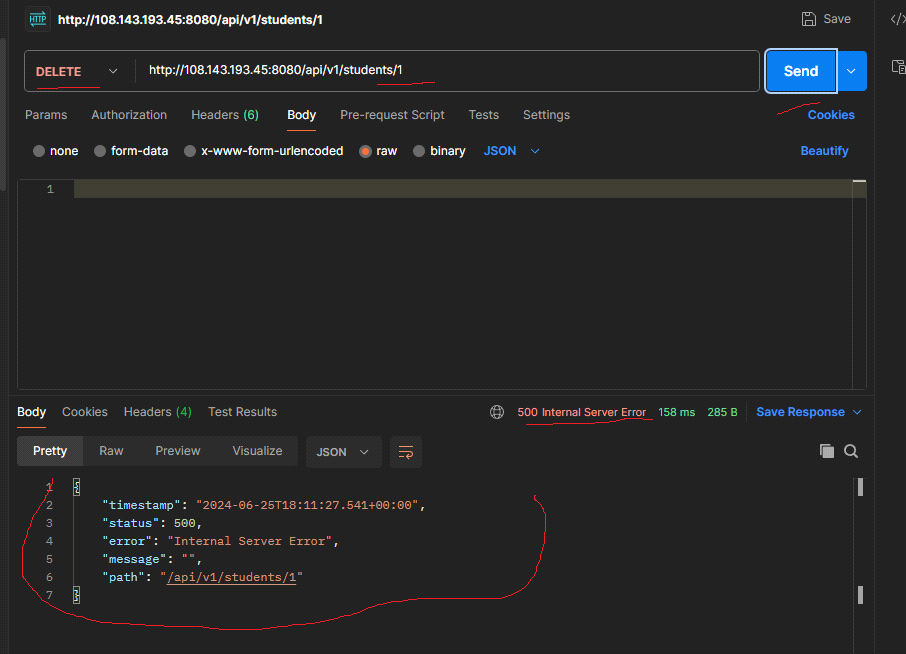 HTTP http://108.143.193.45:8080/api/v1/students/1 Save
DELETE http://108.143.193.45:8080/api/v1/students/1 Send
Params Authorization Headers (6) Body Pre-request Script Tests Settings Cookies
none form-data x-www-form-urlencoded raw binary JSON Beautify
1
Body Cookies Headers (4) Test Results 500 Internal Server Error 158 ms 285 B Save Response
Pretty Raw Preview Visualize JSON
1 {
2 "timestamp": "2024-06-25T18:11:27.541+00:00",
3 "status": 500,
4 "error": "Internal Server Error",
5 "message": "",
6 "path": "/api/v1/students/1"
7 }